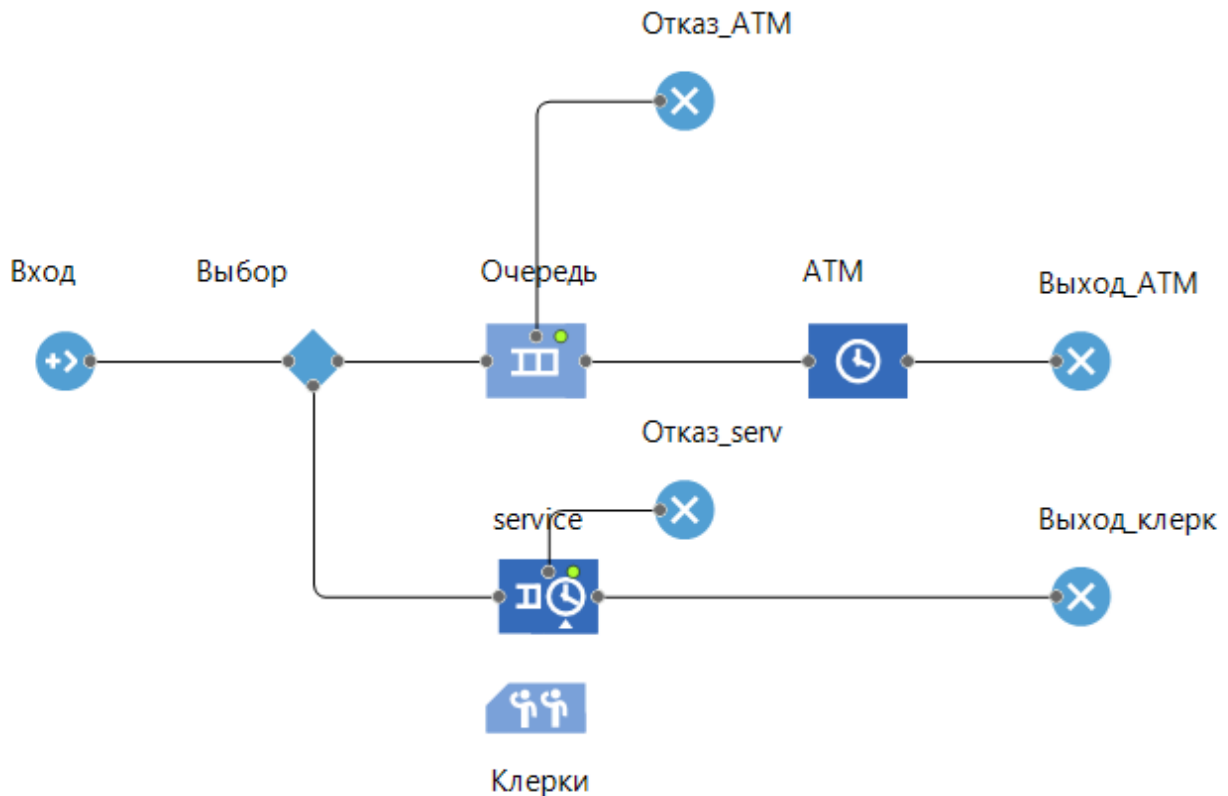 Отказ_ATM
Вход
Выбор
Очередь
ATM
Выход_ATM
Отказ_serv
service
Выход_клерк
Клерки